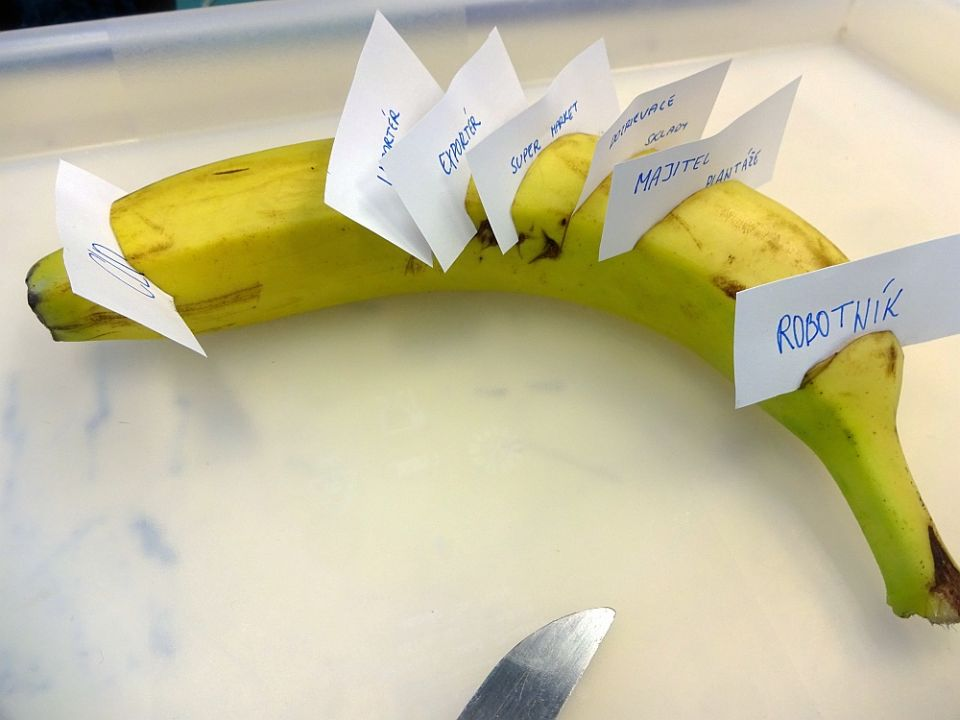 EXPORTÉR
SUPER MARKET
SKLADY
MAJITEL
PLANTÁŽE
ROBOTNÍK